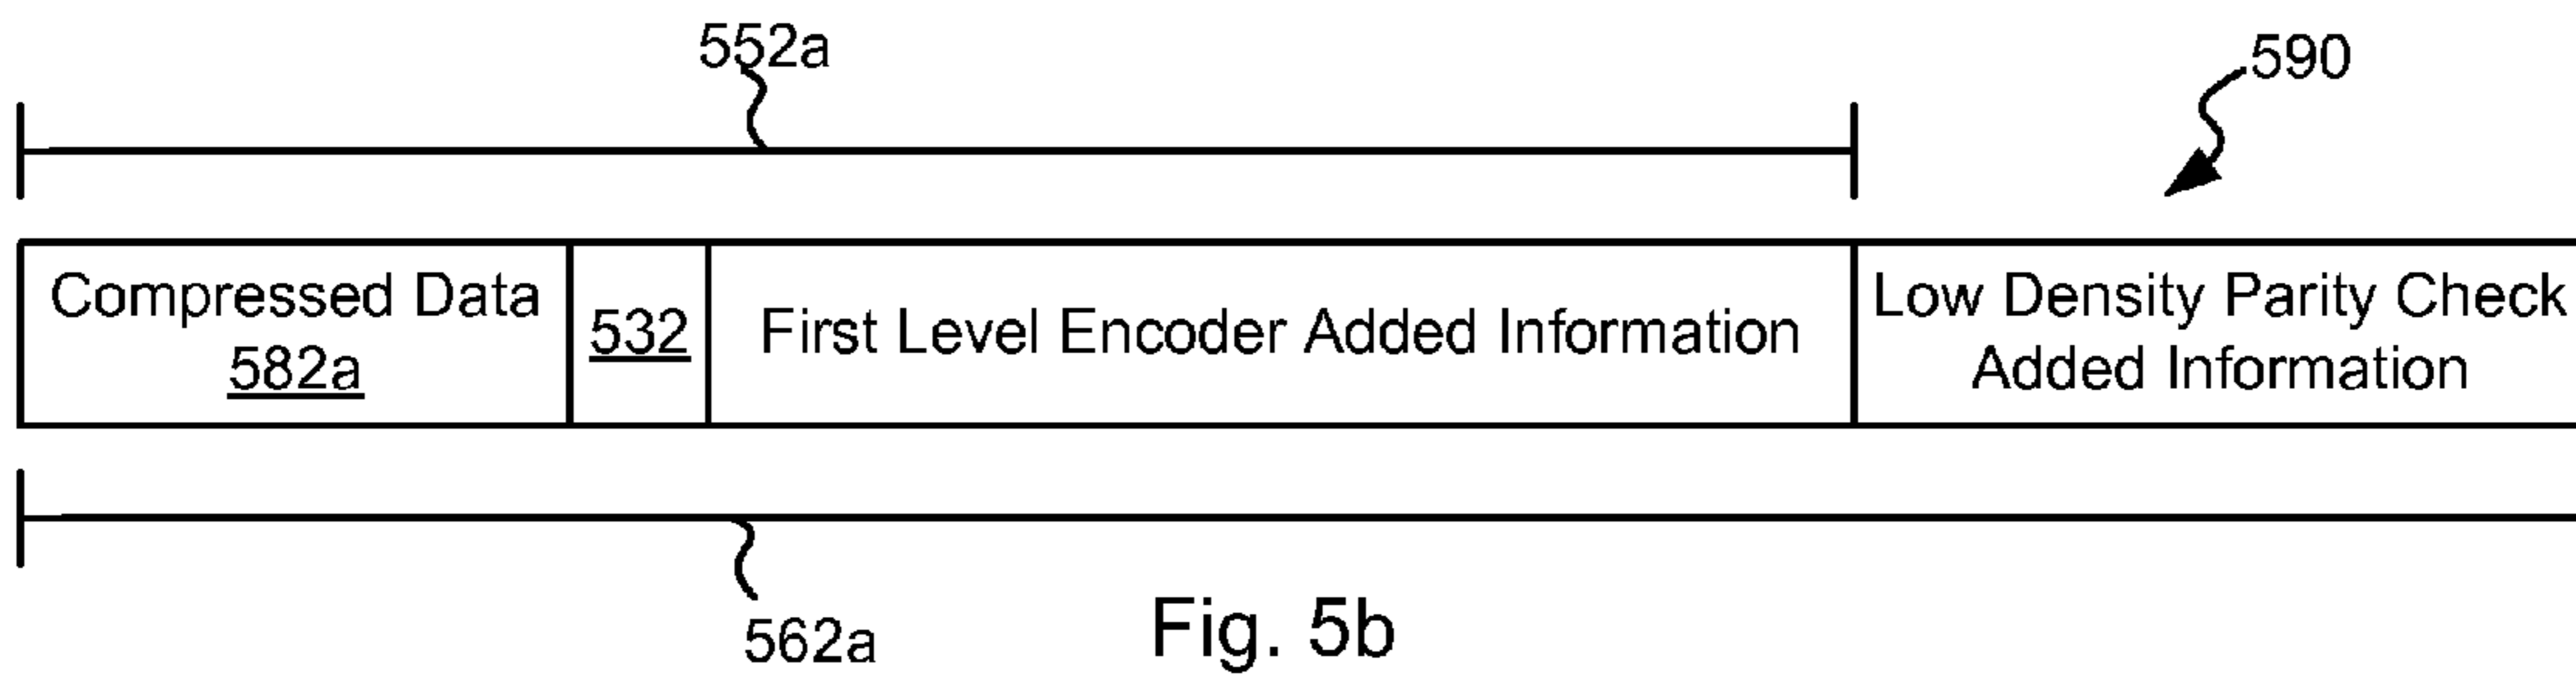 552a
590
Compressed Data
582a
532
First Level Encoder Added Information
Low Density Parity Check
Added Information
562a
Fig. 5b